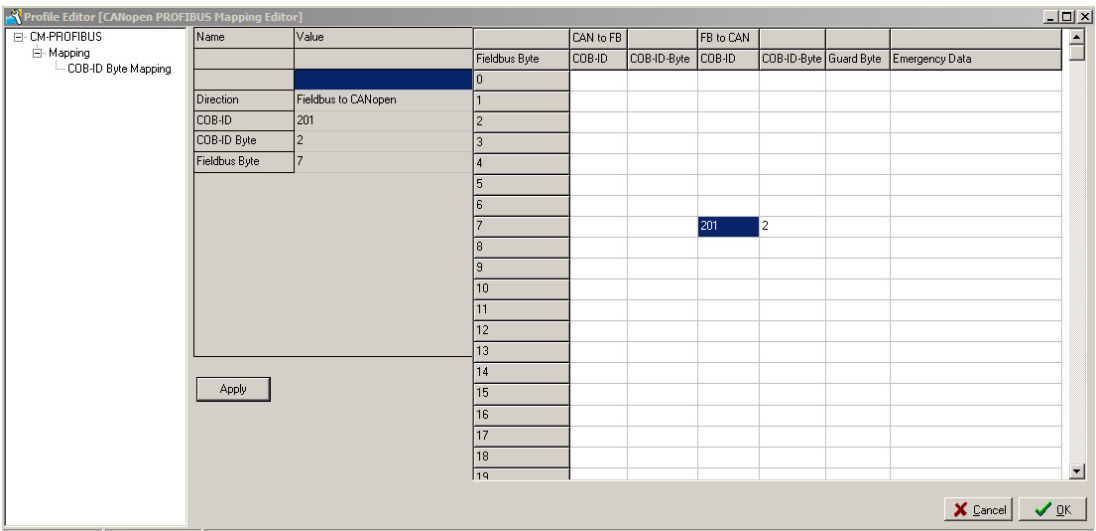 Profile Editor [CANopen PROFIBUS Mapping Editor]
CM-PROFIBUS
Mapping
COB-ID Byte Mapping
Name Value
Direction Fieldbus to CANopen
COB-ID 201
COB-ID Byte 2
Fieldbus Byte 7
Apply
CAN to FB FB to CAN
Fieldbus Byte COB-ID COB-ID-Byte COB-ID COB-ID-Byte Guard Byte Emergency Data
0
1
2
3
4
5
6
7 201 2
8
9
10
11
12
13
14
15
16
17
18
19
Cancel OK